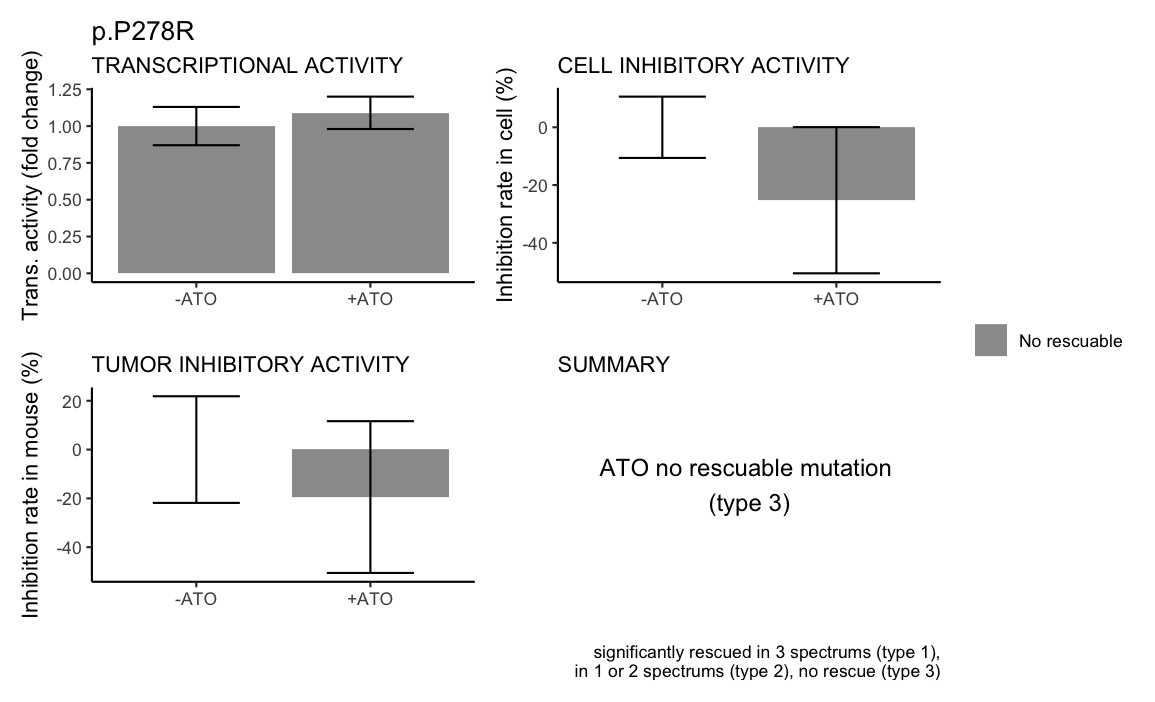 p.P278R
TRANSCRIPTIONAL ACTIVITY
Trans. activity (fold change)
1.25
1.00
0.75
0.50
0.25
0.00
-ATO
+ATO
CELL INHIBITORY ACTIVITY
Inhibition rate in cell (%)
0
-20
-40
-ATO
+ATO
No rescuable
TUMOR INHIBITORY ACTIVITY
Inhibition rate in mouse (%)
20
0
-20
-40
-ATO
+ATO
SUMMARY
ATO no rescuable mutation
(type 3)
significantly rescued in 3 spectrums (type 1),
in 1 or 2 spectrums (type 2), no rescue (type 3)